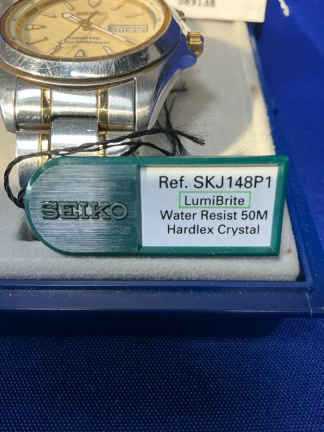 SEIKO
Ref. SKJ148P1
LumiBrite
Water Resist 50M
Hardlex Crystal